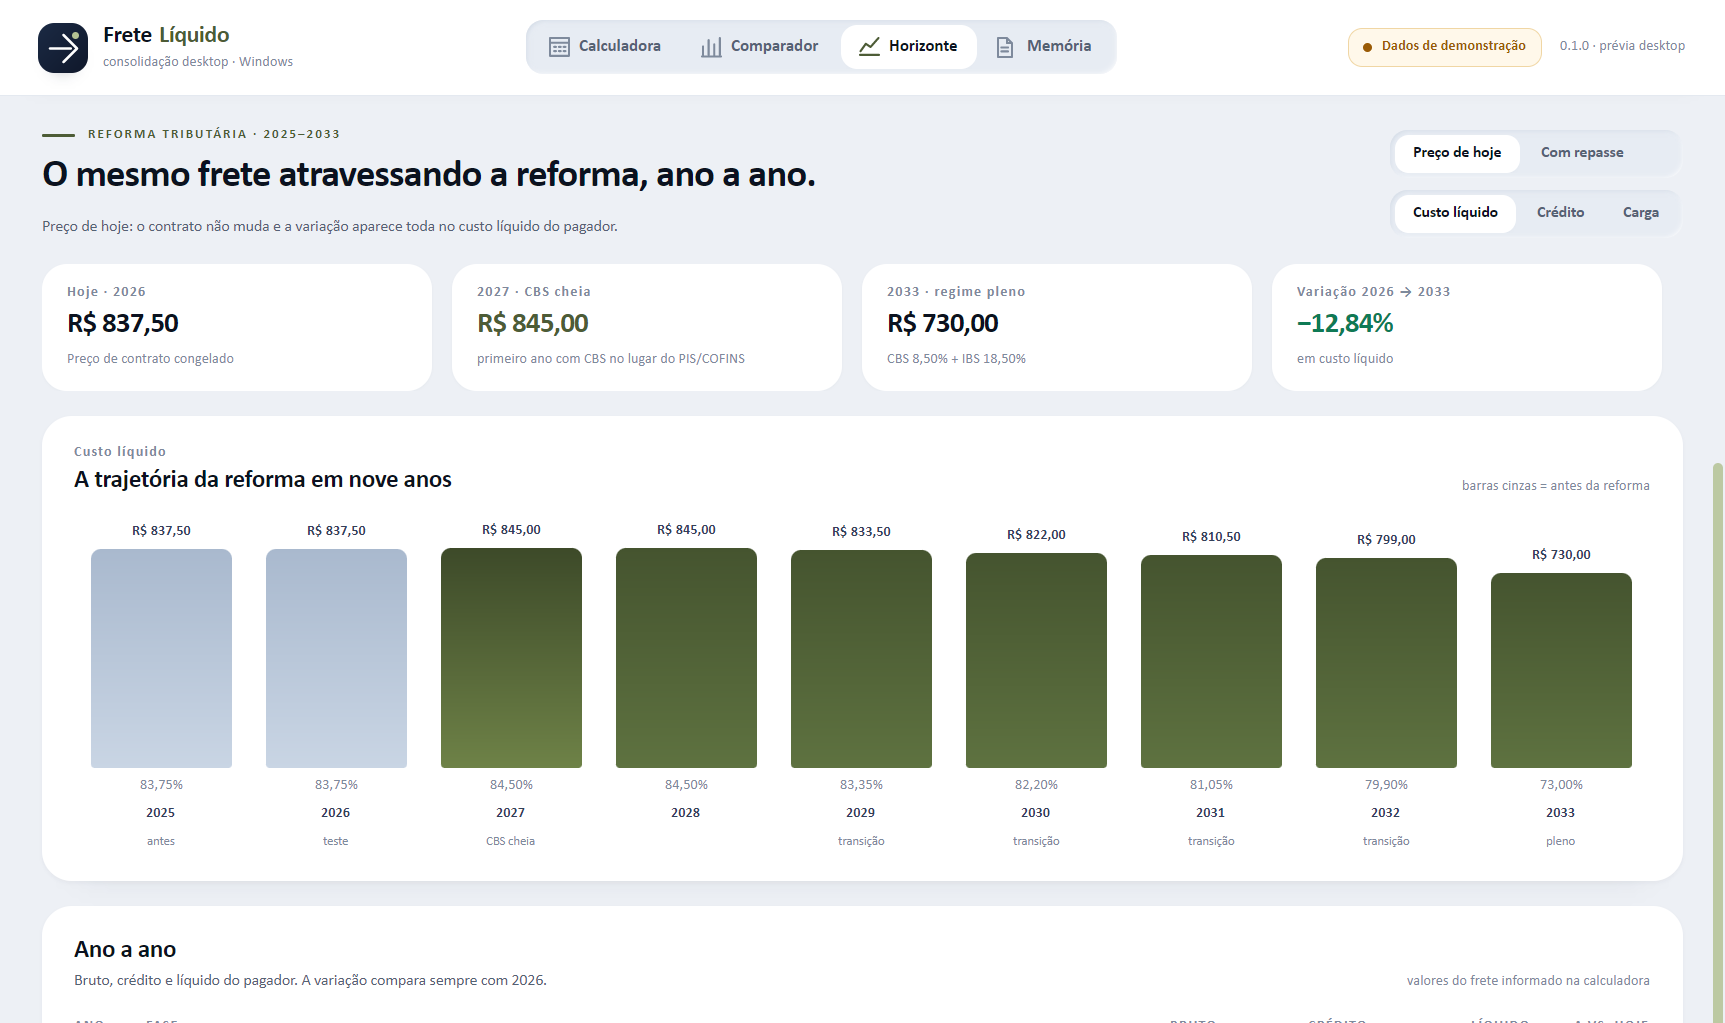 Frete Líquido
consolidação desktop · Windows
Calculadora
Comparador
Horizonte
Memória
Dados de demonstração
0.1.0 · prévia desktop
REFORMA TRIBUTÁRIA · 2025–2033
O mesmo frete atravessando a reforma, ano a ano.
Preço de hoje: o contrato não muda e a variação aparece toda no custo líquido do pagador.
Preço de hoje
Com repasse
Custo líquido
Crédito
Carga
Hoje · 2026
R$ 837,50
Preço de contrato congelado
2027 · CBS cheia
R$ 845,00
primeiro ano com CBS no lugar do PIS/COFINS
2033 · regime pleno
R$ 730,00
CBS 8,50% + IBS 18,50%
Variação 2026 → 2033
−12,84%
em custo líquido
Custo líquido
A trajetória da reforma em nove anos
barras cinzas = antes da reforma
R$ 837,50
R$ 837,50
R$ 845,00
R$ 845,00
R$ 833,50
R$ 822,00
R$ 810,50
R$ 799,00
R$ 730,00
83,75%
83,75%
84,50%
84,50%
83,35%
82,20%
81,05%
79,90%
73,00%
2025
2026
2027
2028
2029
2030
2031
2032
2033
antes
teste
CBS cheia
transição
transição
transição
transição
pleno
Ano a ano
Bruto, crédito e líquido do pagador. A variação compara sempre com 2026.
valores do frete informado na calculadora